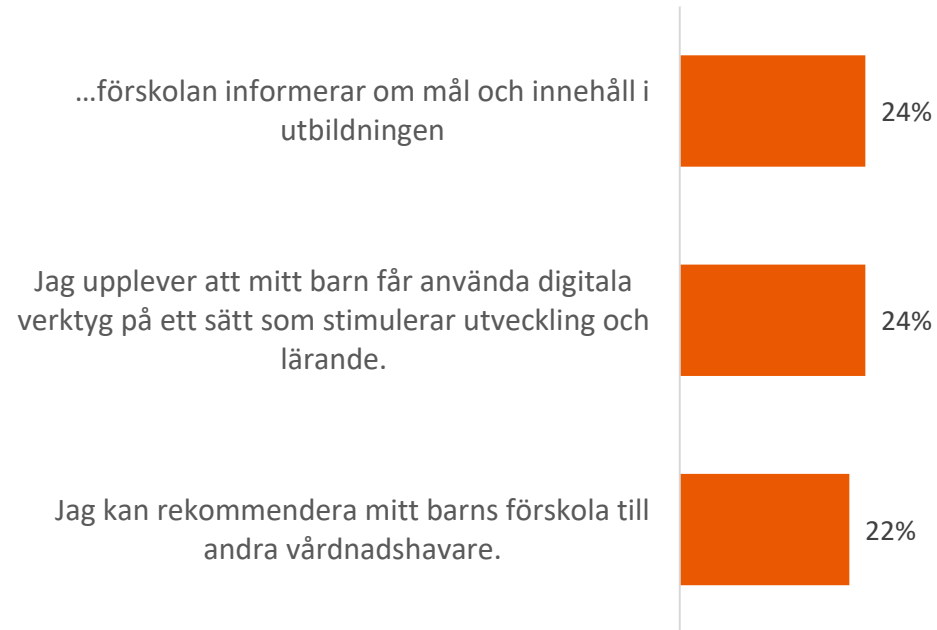 ...förskolan informerar om mål och innehåll i
utbildningen
24%
Jag upplever att mitt barn får använda digitala
verktyg på ett sätt som stimulerar utveckling och
lärande.
24%
Jag kan rekommendera mitt barns förskola till
andra vårdnadshavare.
22%